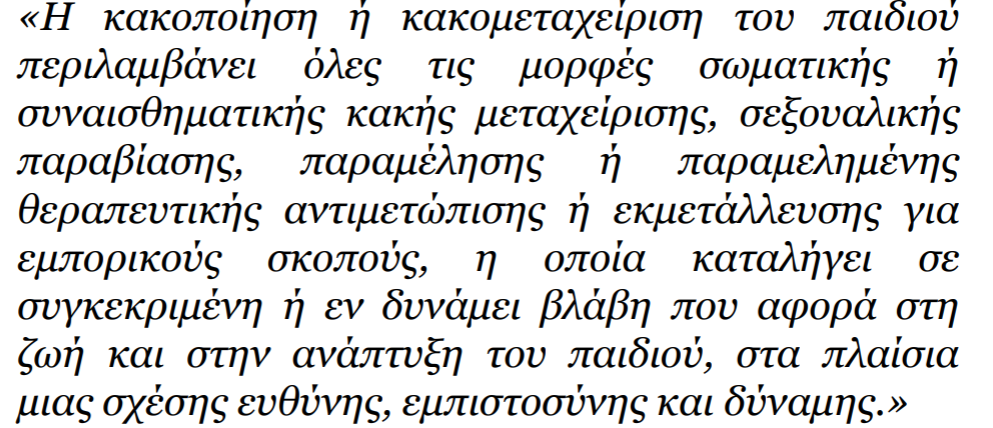 «Η κακοποίηση ή κακομεταχείριση του παιδιού
περιλαμβάνει όλες τις μορφές σωματικής ή
συναισθηματικής κακής μεταχείρισης, σεξουαλικής
παραβίασης, παραμέλησης ή παραμελημένης
θεραπευτικής αντιμετώπισης ή εκμετάλλευσης για
εμπορικούς σκοπούς, η οποία καταλήγει σε
συγκεκριμένη ή εν δυνάμει βλάβη που αφορά στη
ζωή και στην ανάπτυξη του παιδιού, στα πλαίσια
μιας σχέσης ευθύνης, εμπιστοσύνης και δύναμης.»